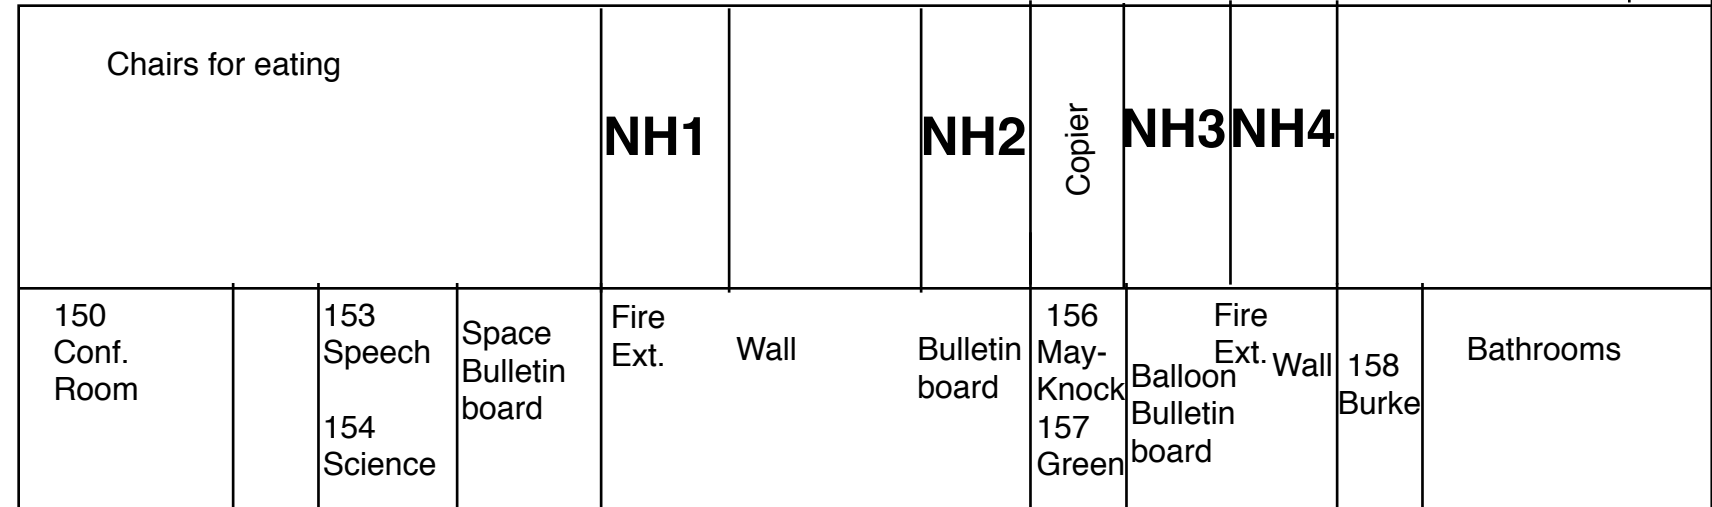 Chairs for eating
NH1
NH2
Copier
NH3
NH4
150
Conf.
Room
153
Speech
154
Science
Space
Bulletin
board
Fire
Ext.
Wall
Bulletin
board
156
May-
Knock
157
Green
Balloon
Bulletin
board
Fire
Ext.
Wall
158
Burke
Bathrooms